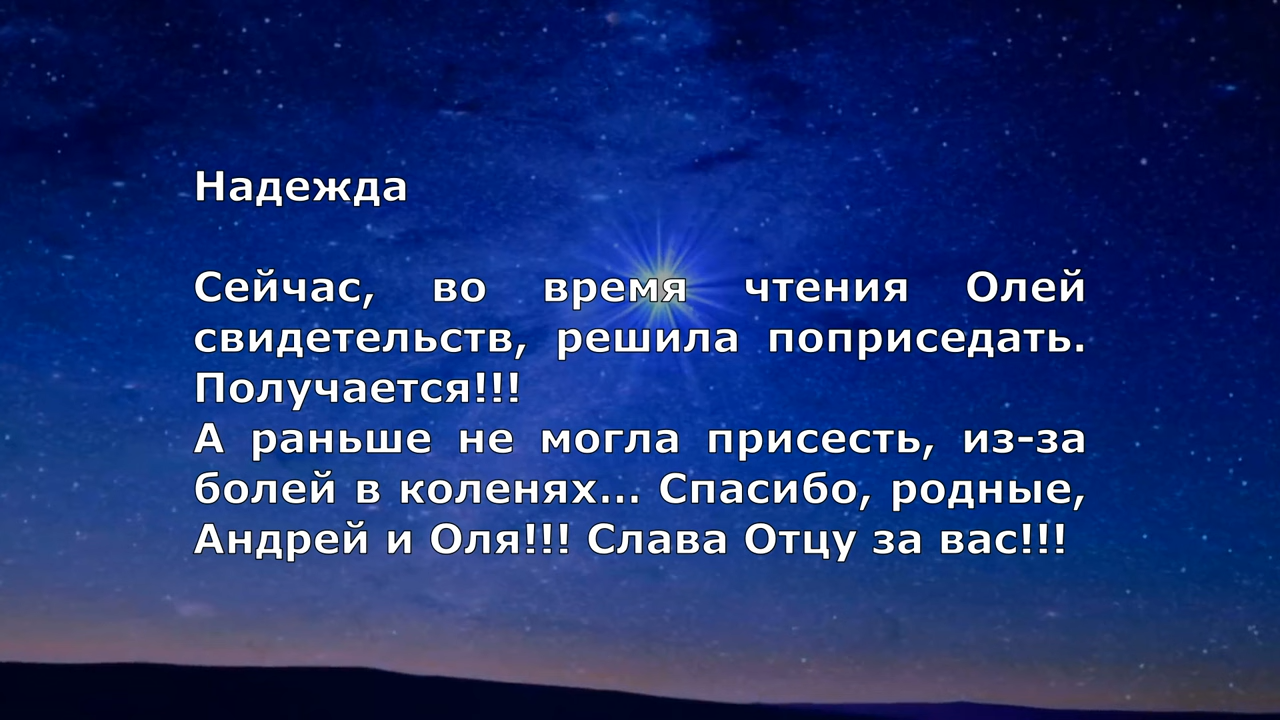 Надежда
Сейчас, во время чтения Олей
свидетельств, решила поприседать.
Получается!!!
А раньше не могла присесть, из-за
болей в коленях... Спасибо, родные,
Андрей и Оля!!! Слава Отцу за вас!!!